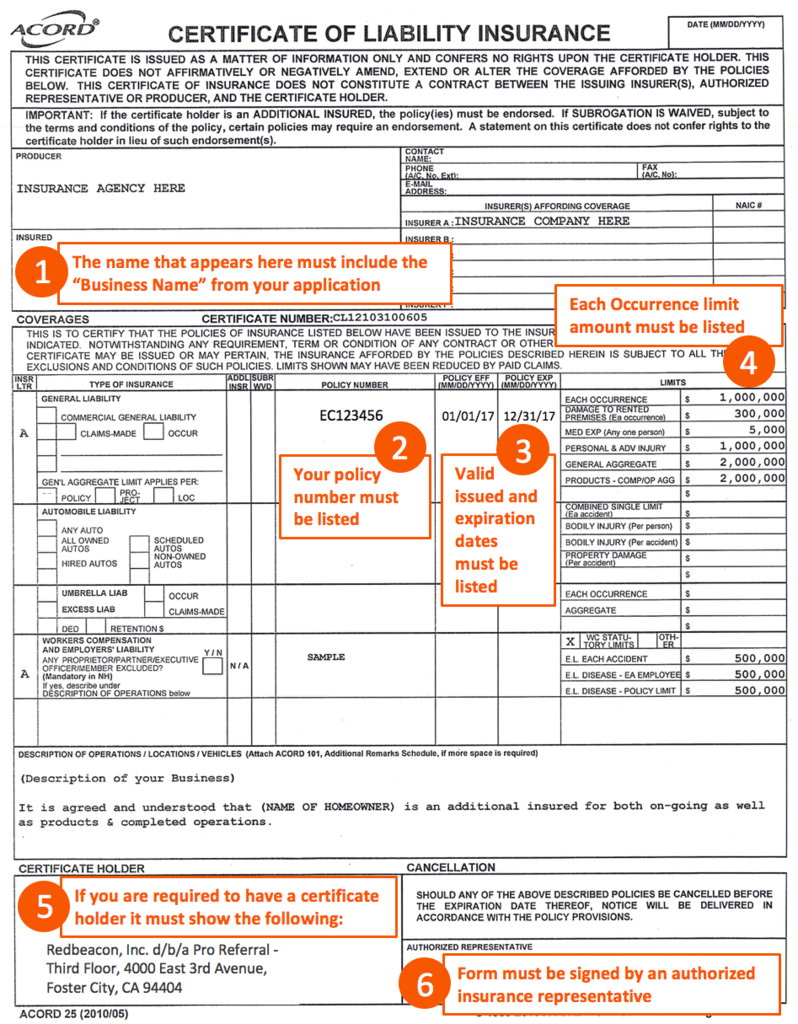 ACORD®
CERTIFICATE OF LIABILITY INSURANCE
DATE (MM/DD/YYYY)
THIS CERTIFICATE IS ISSUED AS A MATTER OF INFORMATION ONLY AND CONFERS NO RIGHTS UPON THE CERTIFICATE HOLDER. THIS
CERTIFICATE DOES NOT AFFIRMATIVELY OR NEGATIVELY AMEND, EXTEND OR ALTER THE COVERAGE AFFORDED BY THE POLICIES
BELOW. THIS CERTIFICATE OF INSURANCE DOES NOT CONSTITUTE A CONTRACT BETWEEN THE ISSUING INSURER(S), AUTHORIZED
REPRESENTATIVE OR PRODUCER, AND THE CERTIFICATE HOLDER.
IMPORTANT: If the certificate holder is an ADDITIONAL INSURED, the policy(ies) must be endorsed. If SUBROGATION IS WAIVED, subject to
the terms and conditions of the policy, certain policies may require an endorsement. A statement on this certificate does not confer rights to the
certificate holder in lieu of such endorsement(s).
PRODUCER
INSURANCE AGENCY HERE
CONTACT
NAME:
PHONE
(A/C, No, Ext):
FAX
(A/C, No):
E-MAIL
ADDRESS:
INSURER(S) AFFORDING COVERAGE
NAIC #
INSURER A : INSURANCE COMPANY HERE
INSURED
INSURER B :
1
The name that appears here must include the
“Business Name” from your application
INSURER F :
COVERAGES
CERTIFICATE NUMBER:CL12103100605
Each Occurrence limit
amount must be listed
4
THIS IS TO CERTIFY THAT THE POLICIES OF INSURANCE LISTED BELOW HAVE BEEN ISSUED TO THE INSUR
INDICATED. NOTWITHSTANDING ANY REQUIREMENT, TERM OR CONDITION OF ANY CONTRACT OR OTHER
CERTIFICATE MAY BE ISSUED OR MAY PERTAIN, THE INSURANCE AFFORDED BY THE POLICIES DESCRIBED HEREIN IS SUBJECT TO ALL TH
EXCLUSIONS AND CONDITIONS OF SUCH POLICIES. LIMITS SHOWN MAY HAVE BEEN REDUCED BY PAID CLAIMS.
INSR
LTR
TYPE OF INSURANCE
ADDL
INSR
SUBR
WVD
POLICY NUMBER
POLICY EFF
(MM/DD/YYYY)
POLICY EXP
(MM/DD/YYYY)
LIMITS
A
GENERAL LIABILITY
COMMERCIAL GENERAL LIABILITY
CLAIMS-MADE
OCCUR
GEN'L AGGREGATE LIMIT APPLIES PER:
POLICY
PRO-
JECT
LOC
EC123456
01/01/17
12/31/17
2
Your policy
number must
be listed
3
Valid
issued and
expiration
dates
must be
listed
EACH OCCURRENCE $ 1,000,000
DAMAGE TO RENTED
PREMISES (Ea occurrence) $ 300,000
MED EXP (Any one person) $ 5,000
PERSONAL & ADV INJURY $ 1,000,000
GENERAL AGGREGATE $ 2,000,000
PRODUCTS - COMP/OP AGG $ 2,000,000
$
AUTOMOBILE LIABILITY
ANY AUTO
ALL OWNED
AUTOS
SCHEDULED
AUTOS
HIRED AUTOS
NON-OWNED
AUTOS
COMBINED SINGLE LIMIT
(Ea accident) $
BODILY INJURY (Per person) $
BODILY INJURY (Per accident) $
PROPERTY DAMAGE
(Per accident) $
$
UMBRELLA LIAB
OCCUR
EXCESS LIAB
CLAIMS-MADE
DED
RETENTION $
EACH OCCURRENCE $
AGGREGATE $
$
A
WORKERS COMPENSATION
AND EMPLOYERS' LIABILITY
Y / N
ANY PROPRIETOR/PARTNER/EXECUTIVE
OFFICER/MEMBER EXCLUDED?
(Mandatory in NH)
If yes, describe under
DESCRIPTION OF OPERATIONS below
N / A
SAMPLE
X
WC STATU-
TORY LIMITS
OTH-
ER
E.L. EACH ACCIDENT $ 500,000
E.L. DISEASE - EA EMPLOYEE $ 500,000
E.L. DISEASE - POLICY LIMIT $ 500,000
DESCRIPTION OF OPERATIONS / LOCATIONS / VEHICLES (Attach ACORD 101, Additional Remarks Schedule, if more space is required)
(Description of your Business)
It is agreed and understood that (NAME OF HOMEOWNER) is an additional insured for both on-going as well
as products & completed operations.
CERTIFICATE HOLDER
5
If you are required to have a certificate
holder it must show the following:
Redbeacon, Inc. d/b/a Pro Referral -
Third Floor, 4000 East 3rd Avenue,
Foster City, CA 94404
CANCELLATION
SHOULD ANY OF THE ABOVE DESCRIBED POLICIES BE CANCELLED BEFORE
THE EXPIRATION DATE THEREOF, NOTICE WILL BE DELIVERED IN
ACCORDANCE WITH THE POLICY PROVISIONS.
AUTHORIZED REPRESENTATIVE
6
Form must be signed by an authorized
insurance representative
ACORD 25 (2010/05)